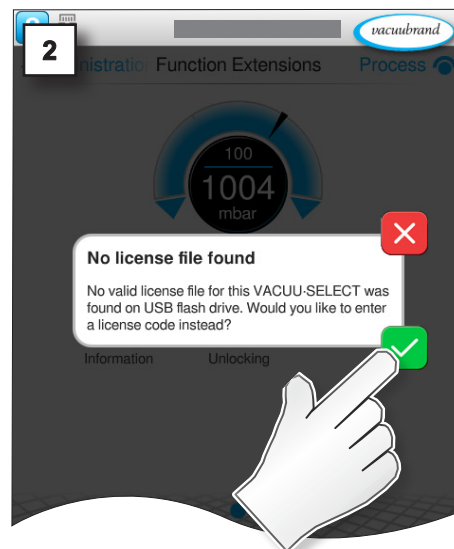 vacuubrand
2
nistratio Function Extensions Process
100
1004
mbar
No license file found
No valid license file for this VACUU·SELECT was
found on USB flash drive. Would you like to enter
a license code instead?
Information Unlocking